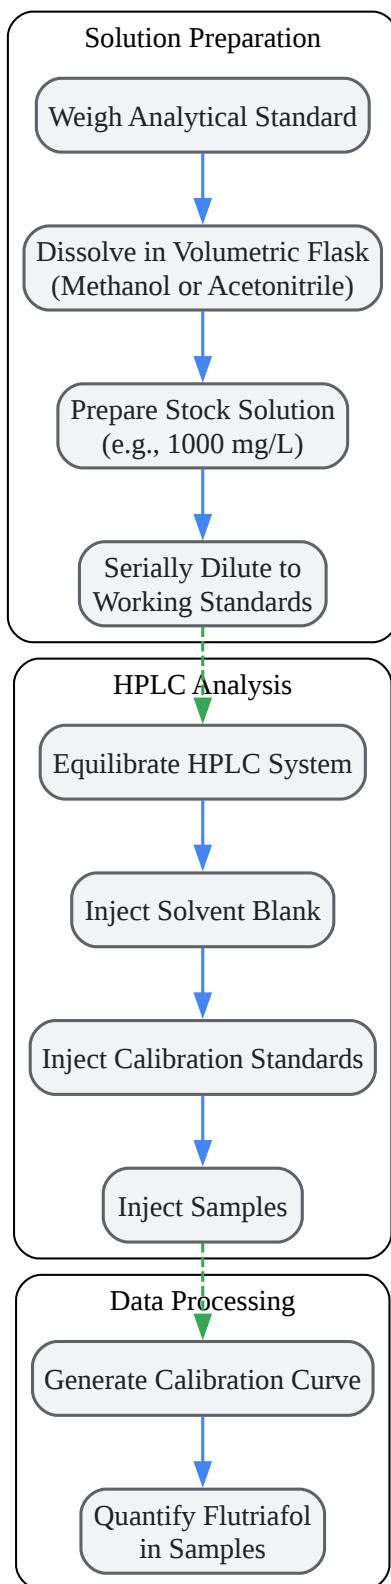 Solution Preparation
Weigh Analytical Standard
Dissolve in Volumetric Flask
(Methanol or Acetonitrile)
Prepare Stock Solution
(e.g., 1000 mg/L)
Serially Dilute to
Working Standards
HPLC Analysis
Equilibrate HPLC System
Inject Solvent Blank
Inject Calibration Standards
Inject Samples
Data Processing
Generate Calibration Curve
Quantify Flutriafol
in Samples